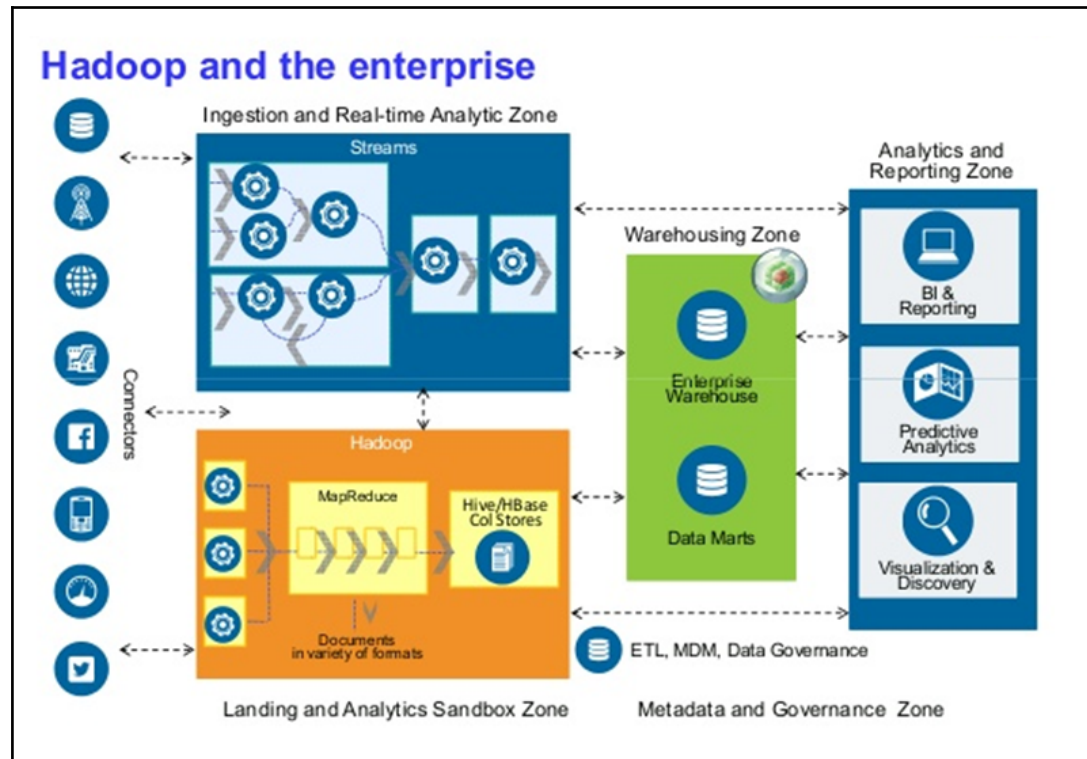 Hadoop and the enterprise
Ingestion and Real-time Analytic Zone
Streams
Analytics and
Reporting Zone
Warehousing Zone
BI &
Reporting
Enterprise
Warehouse
Predictive
Analytics
Connectors
Hadoop
MapReduce
Hive/HBase
Col Stores
Data Marts
Visualization &
Discovery
Documents
in variety of formats
ETL, MDM, Data Governance
Landing and Analytics Sandbox Zone
Metadata and Governance Zone